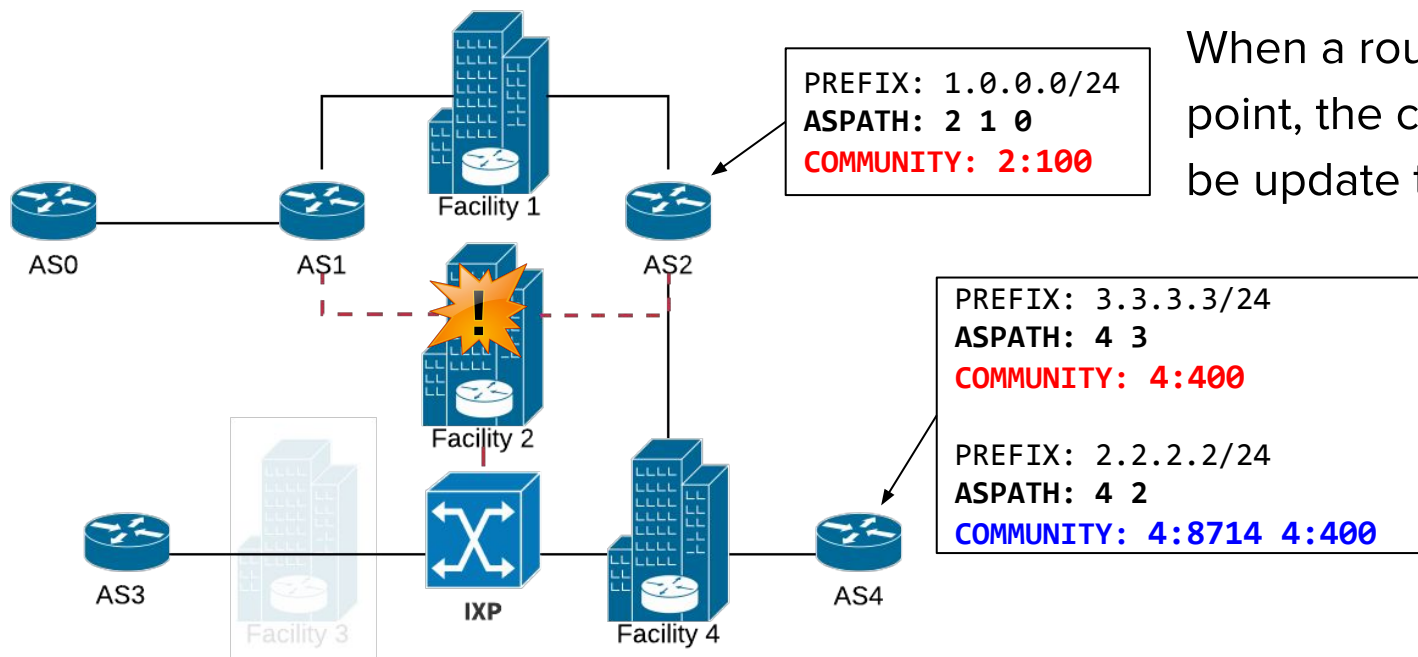 PREFIX: 1.0.0.0/24
ASPATH: 2 1 0
COMMUNITY: 2:100
When a rou
point, the c
be update
Facility 1
AS0
AS1
AS2
!
Facility 2
PREFIX: 3.3.3.3/24
ASPATH: 4 3
COMMUNITY: 4:400
PREFIX: 2.2.2.2/24
ASPATH: 4 2
COMMUNITY: 4:8714 4:400
AS3
Facility 3
IXP
Facility 4
AS4